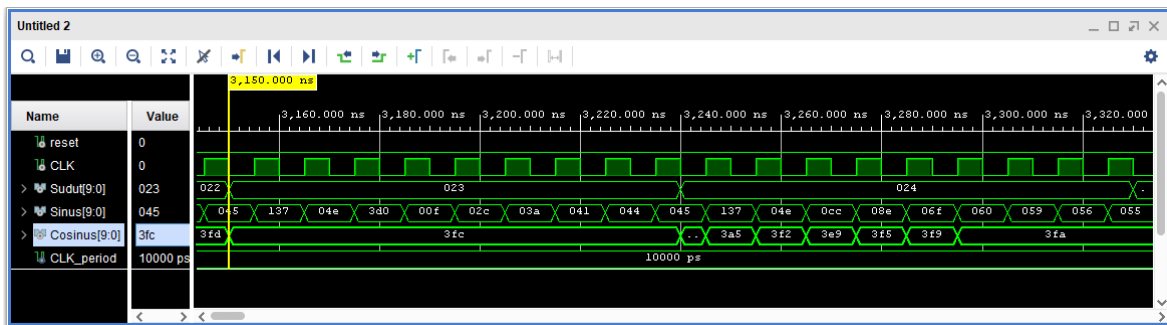 Untitled 2
3,150.000 ns
Name Value
3,160.000 ns 3,180.000 ns 3,200.000 ns 3,220.000 ns 3,240.000 ns 3,260.000 ns 3,280.000 ns 3,300.000 ns 3,320.000
reset 0
CLK 0
Sudut[9:0] 023 022 023 024 .
Sinus[9:0] 045 045 137 04e 3d0 00f 02c 03a 041 044 045 137 04e 0cc 08e 06f 060 059 056 055
Cosinus[9:0] 3fc 3fd 3fc .. 3a5 3f2 3e9 3f5 3f9 3fa
CLK_period 10000 ps 10000 ps